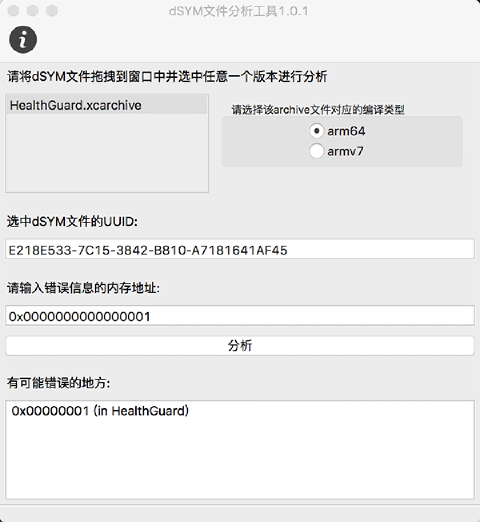 dSYM文件分析工具1.0.1
请将dSYM文件拖拽到窗口中并选中任意一个版本进行分析
HealthGuard.xcarchive
请选择该archive文件对应的编译类型
arm64
armv7
选中dSYM文件的UUID:
E218E533-7C15-3842-B810-A7181641AF45
请输入错误信息的内存地址:
0x0000000000000001
分析
有可能错误的地方:
0x00000001 (in HealthGuard)